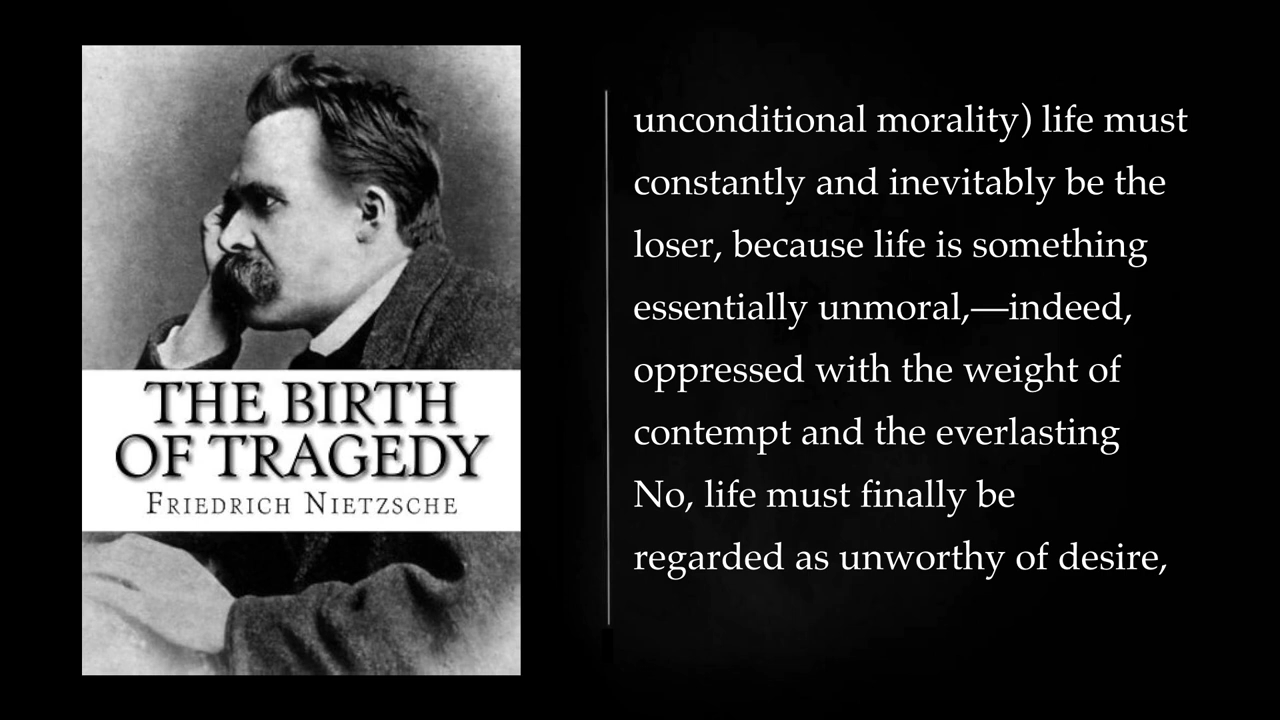 THE BIRTH
OF TRAGEDY
FRIEDRICH NIETZSCHE
unconditional morality) life must
constantly and inevitably be the
loser, because life is something
essentially unmoral,—indeed,
oppressed with the weight of
contempt and the everlasting
No, life must finally be
regarded as unworthy of desire,